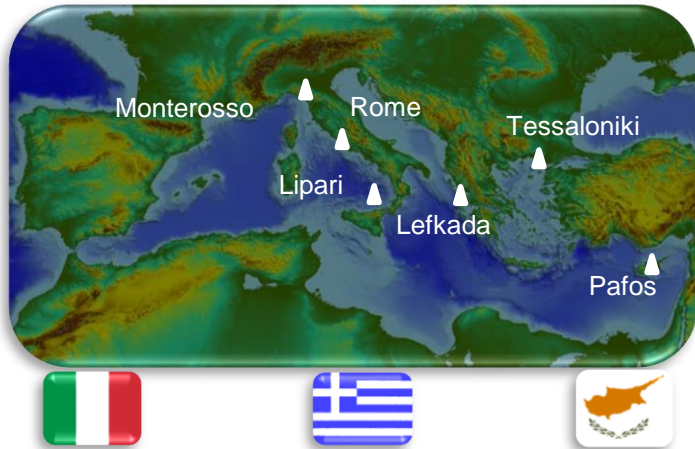 Monterosso
Rome
Tessaloniki
Lipari
Lefkada
Pafos